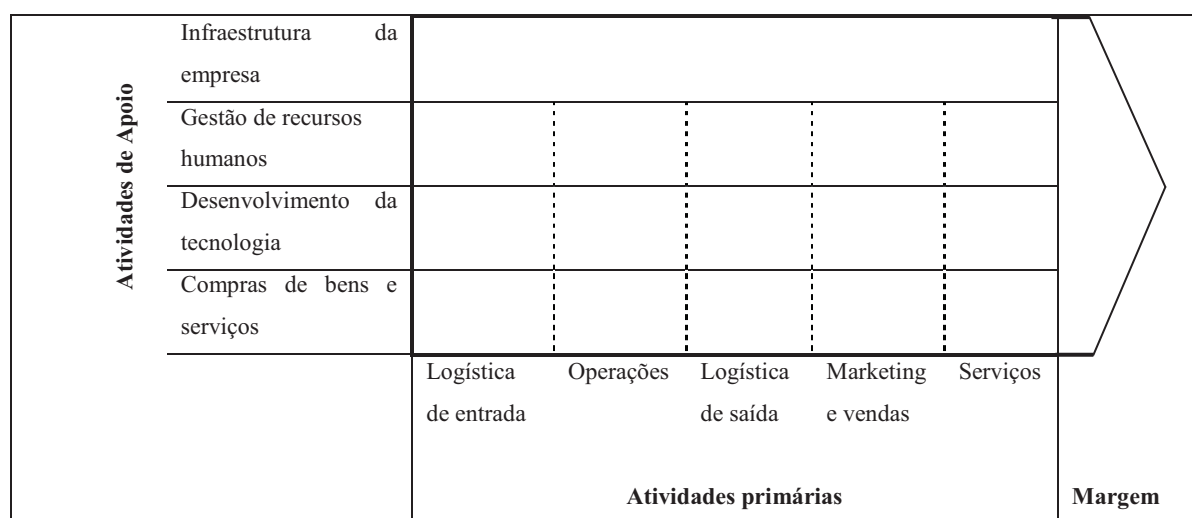 Atividades de Apoio
Infraestrutura da
empresa
Gestão de recursos
humanos
Desenvolvimento da
tecnologia
Compras de bens e
serviços
Logística
de entrada
Operações
Logística
de saída
Marketing
e vendas
Serviços
Atividades primárias
Margem